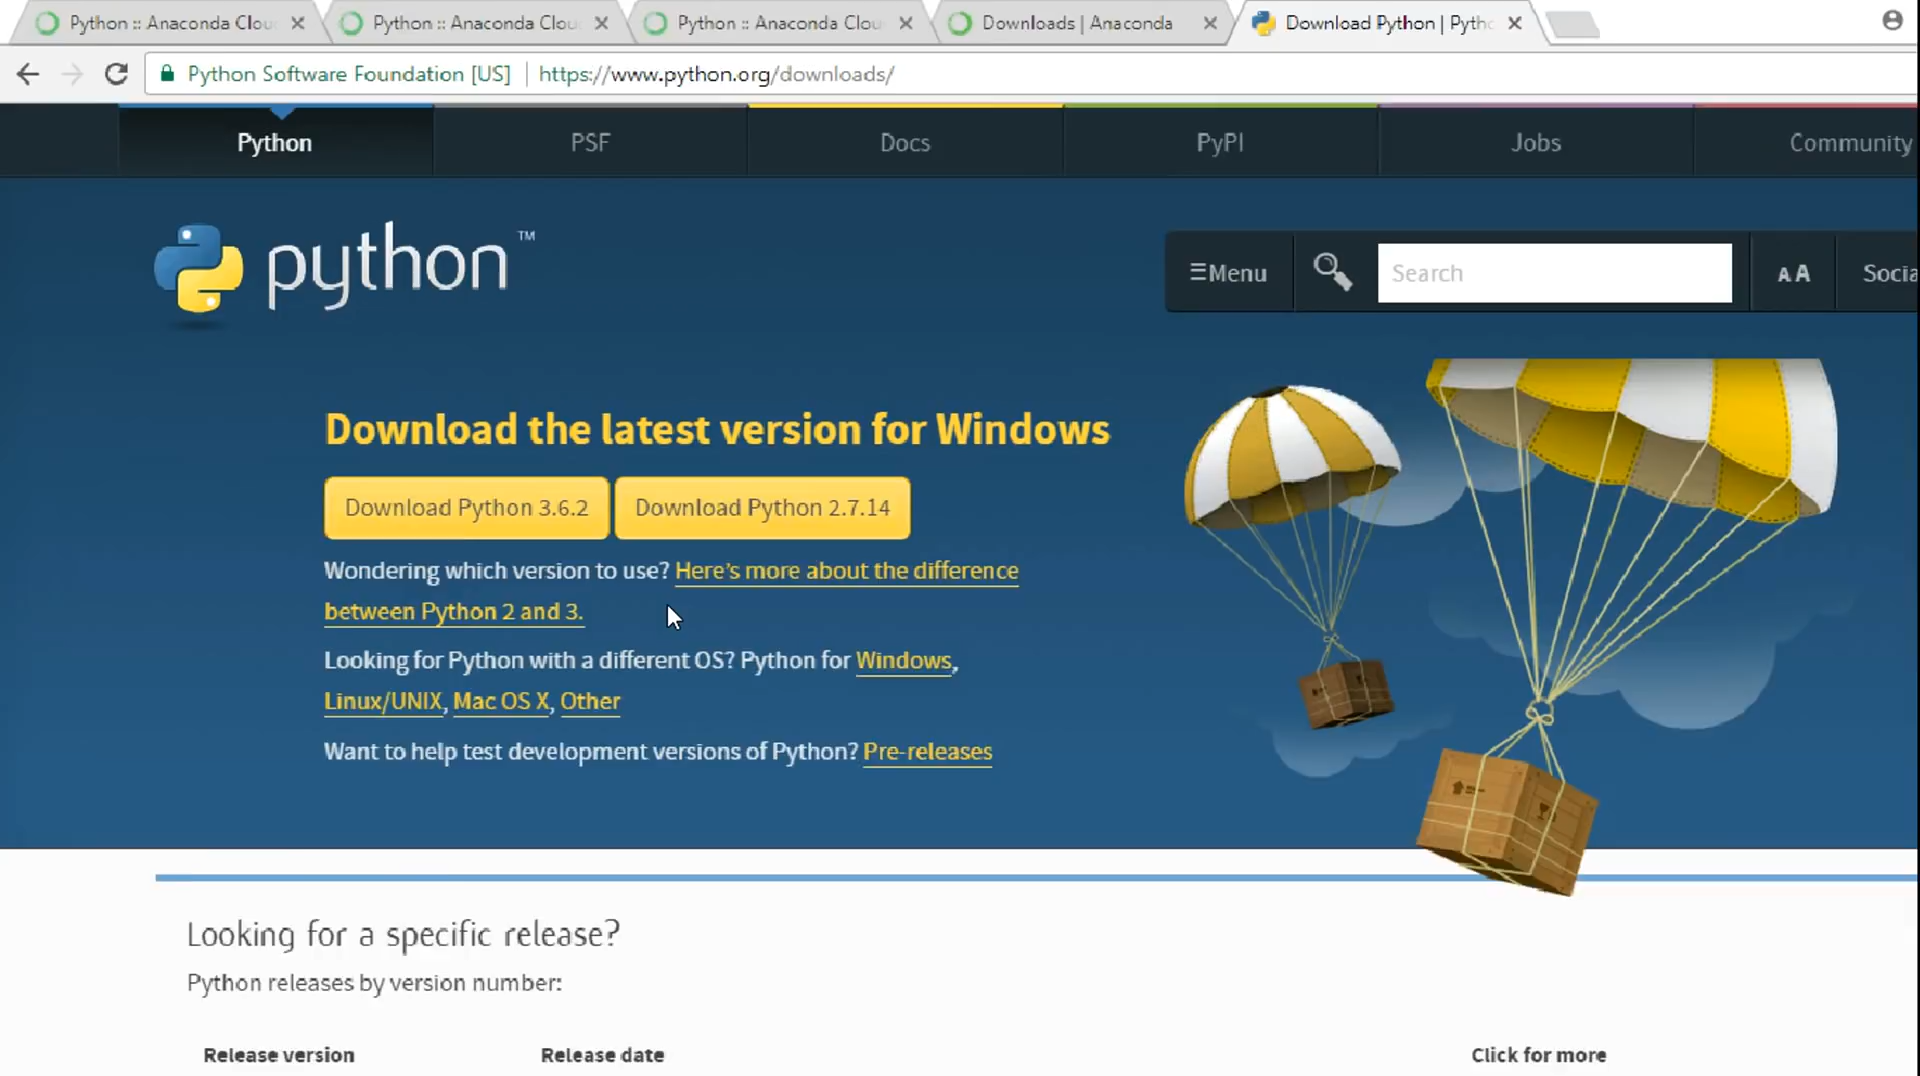 Python :: Anaconda Clou
Python :: Anaconda Clou
Python :: Anaconda Clou
Downloads | Anaconda
Download Python | Pytho
Python Software Foundation [US]
https://www.python.org/downloads/
Python
PSF
Docs
PyPI
Jobs
Community
python™
☰Menu
Search
A A
Socia
Download the latest version for Windows
Download Python 3.6.2
Download Python 2.7.14
Wondering which version to use? Here's more about the difference
between Python 2 and 3.
Looking for Python with a different OS? Python for Windows,
Linux/UNIX, Mac OS X, Other
Want to help test development versions of Python? Pre-releases
Looking for a specific release?
Python releases by version number:
Release version
Release date
Click for more